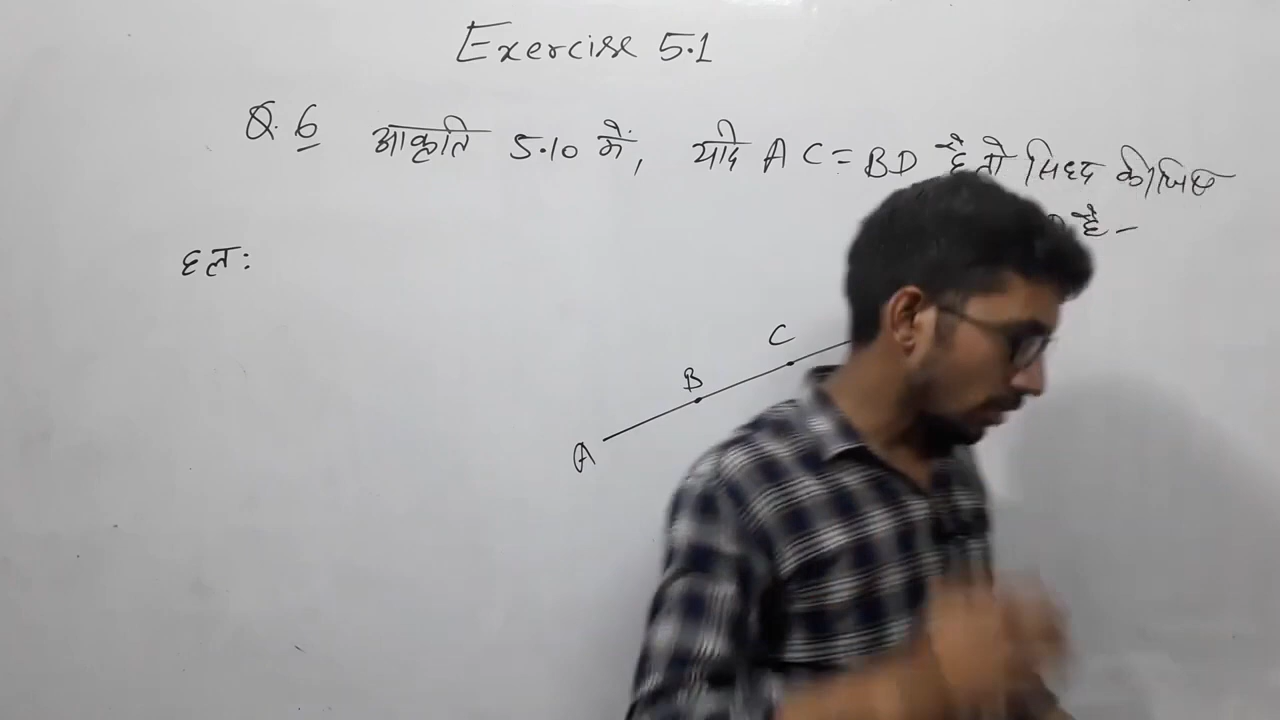 Exercise 5.1
Q. 6 आकृति 5.10 में, यदि AC = BD है तो सिध्द कीजिए
है -
हल :
C
B
A